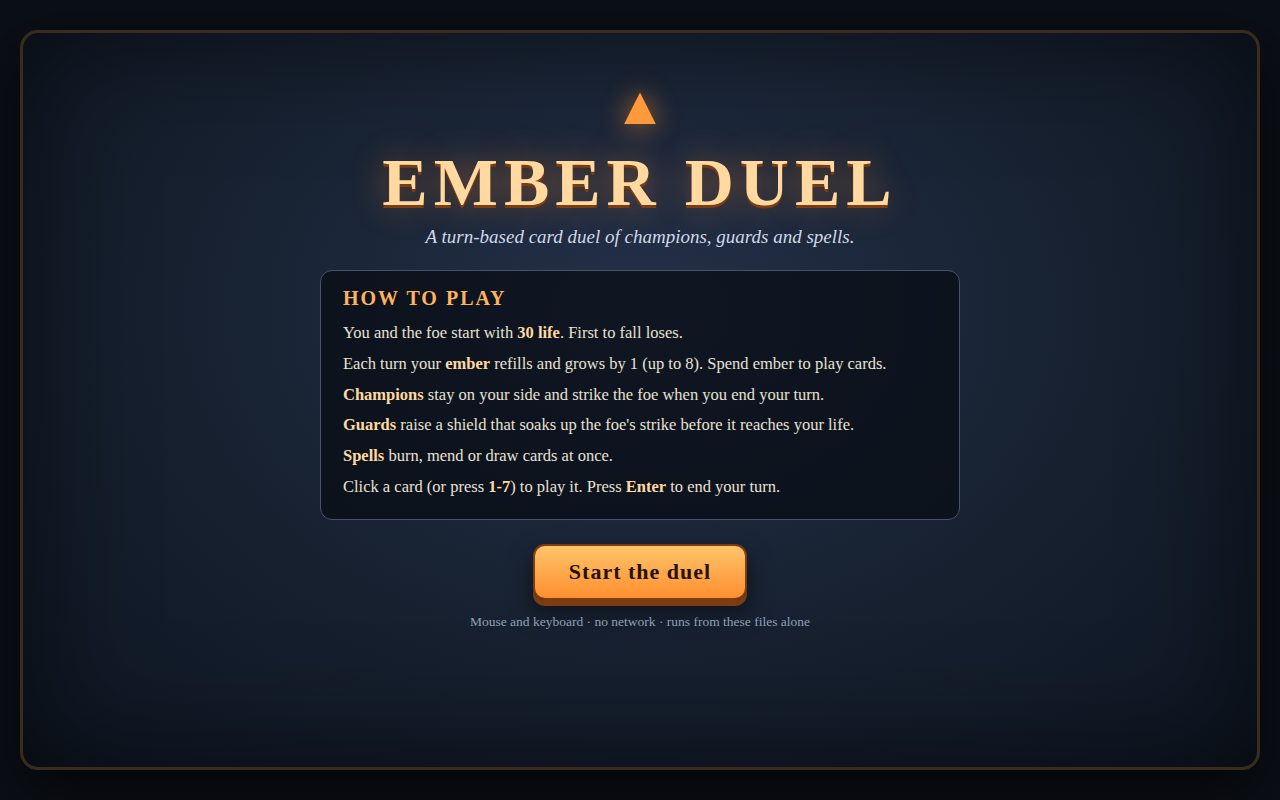 EMBER DUEL
A turn-based card duel of champions, guards and spells.
HOW TO PLAY
You and the foe start with 30 life. First to fall loses.
Each turn your ember refills and grows by 1 (up to 8). Spend ember to play cards.
Champions stay on your side and strike the foe when you end your turn.
Guards raise a shield that soaks up the foe's strike before it reaches your life.
Spells burn, mend or draw cards at once.
Click a card (or press 1-7) to play it. Press Enter to end your turn.
Start the duel
Mouse and keyboard · no network · runs from these files alone